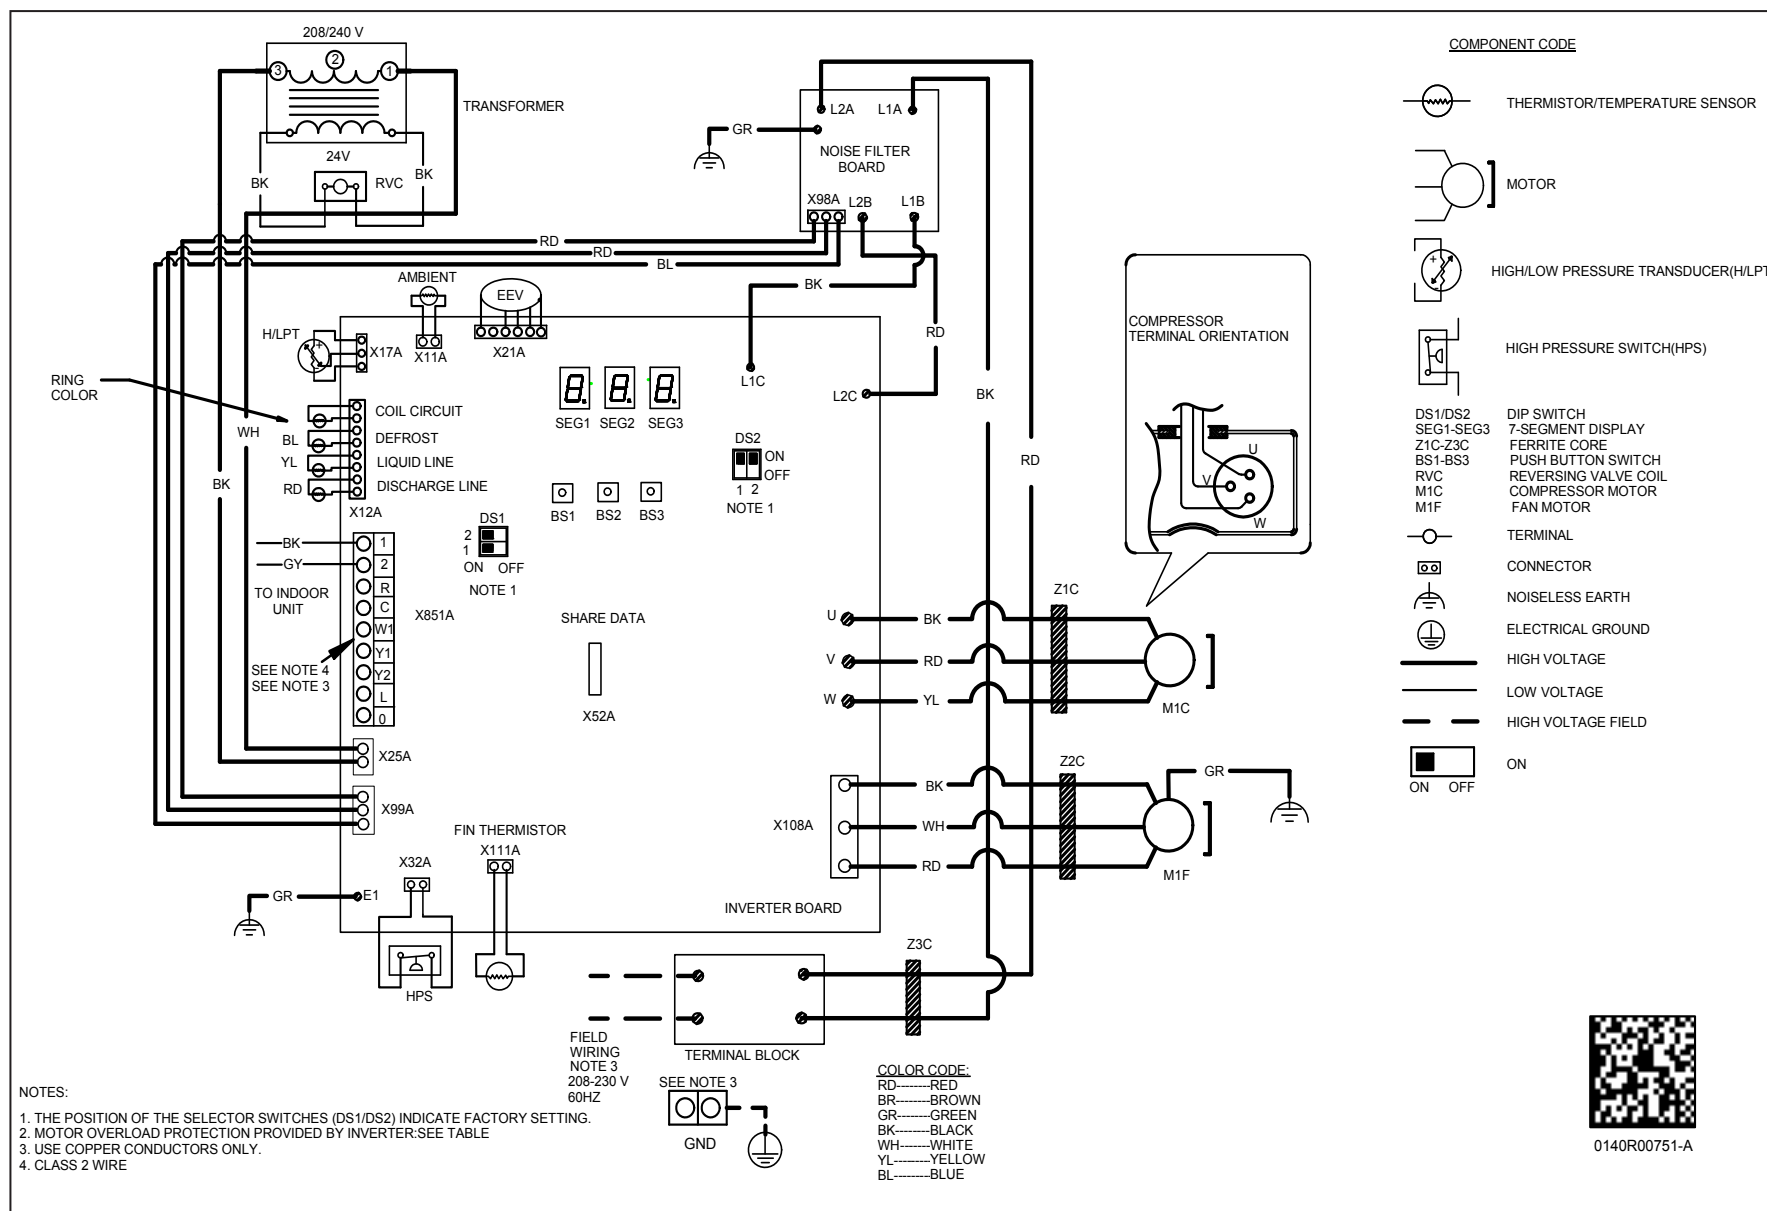 208/240 V
3
2
1
TRANSFORMER
24V
BK
RVC
BK
GR
L2A
L1A
NOISE FILTER
BOARD
X98A
L2B
L1B
RD
RD
BL
BK
RD
AMBIENT
EEV
H/LPT
X17A
X11A
X21A
L1C
L2C
RING
COLOR
WH
BK
COIL CIRCUIT
BL
DEFROST
YL
LIQUID LINE
RD
DISCHARGE LINE
X12A
SEG1
SEG2
SEG3
DS2
ON
OFF
1 2
NOTE 1
BS1
BS2
BS3
DS1
2
1
ON OFF
NOTE 1
BK
GY
TO INDOOR
UNIT
1
2
R
C
W1
Y1
Y2
L
0
X851A
SEE NOTE 4
SEE NOTE 3
SHARE DATA
X52A
X25A
X99A
FIN THERMISTOR
X111A
X32A
GR
E1
HPS
INVERTER BOARD
U
V
W
BK
RD
YL
Z1C
M1C
X108A
BK
WH
RD
Z2C
GR
M1F
BK
RD
COMPRESSOR
TERMINAL ORIENTATION
U
V
W
Z3C
TERMINAL BLOCK
FIELD
WIRING
NOTE 3
208-230 V
60HZ
SEE NOTE 3
GND
COLOR CODE:
RD--------RED
BR--------BROWN
GR-------GREEN
BK--------BLACK
WH-------WHITE
YL--------YELLOW
BL---------BLUE
NOTES:
1. THE POSITION OF THE SELECTOR SWITCHES (DS1/DS2) INDICATE FACTORY SETTING.
2. MOTOR OVERLOAD PROTECTION PROVIDED BY INVERTER:SEE TABLE
3. USE COPPER CONDUCTORS ONLY.
4. CLASS 2 WIRE
COMPONENT CODE
THERMISTOR/TEMPERATURE SENSOR
MOTOR
HIGH/LOW PRESSURE TRANSDUCER(H/LPT
HIGH PRESSURE SWITCH(HPS)
DS1/DS2 DIP SWITCH
SEG1-SEG3 7-SEGMENT DISPLAY
Z1C-Z3C FERRITE CORE
BS1-BS3 PUSH BUTTON SWITCH
RVC REVERSING VALVE COIL
M1C COMPRESSOR MOTOR
M1F FAN MOTOR
TERMINAL
CONNECTOR
NOISELESS EARTH
ELECTRICAL GROUND
HIGH VOLTAGE
LOW VOLTAGE
HIGH VOLTAGE FIELD
ON
ON OFF
0140R00751-A